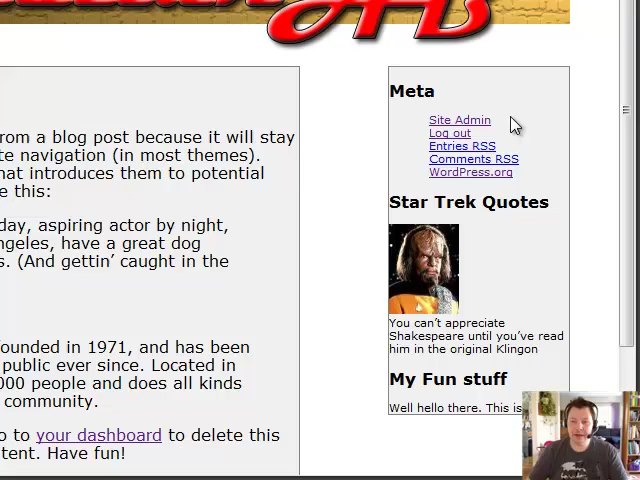 rom a blog post because it will stay
te navigation (in most themes).
hat introduces them to potential
e this:
day, aspiring actor by night,
ngeles, have a great dog
s. (And gettin’ caught in the
ounded in 1971, and has been
public ever since. Located in
000 people and does all kinds
community.
o to your dashboard to delete this
tent. Have fun!
Meta
Site Admin
Log out
Entries RSS
Comments RSS
WordPress.org
Star Trek Quotes
You can’t appreciate
Shakespeare until you’ve read
him in the original Klingon
My Fun stuff
Well hello there. This is